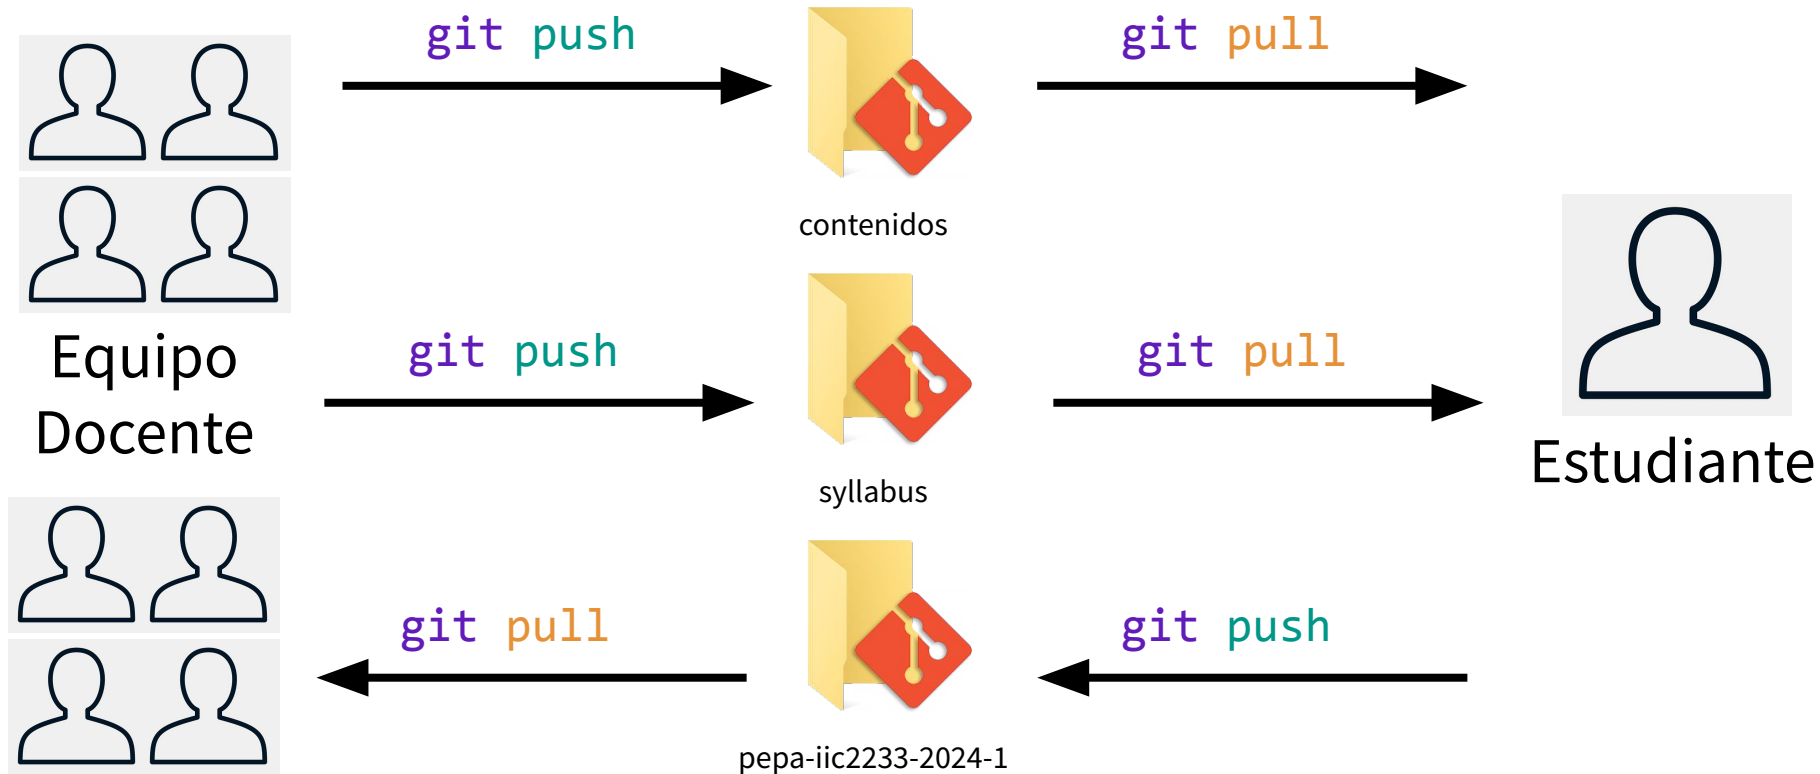 git push
git pull
contenidos
Equipo
Docente
git push
git pull
Estudiante
syllabus
git pull
git push
pepa-iic2233-2024-1